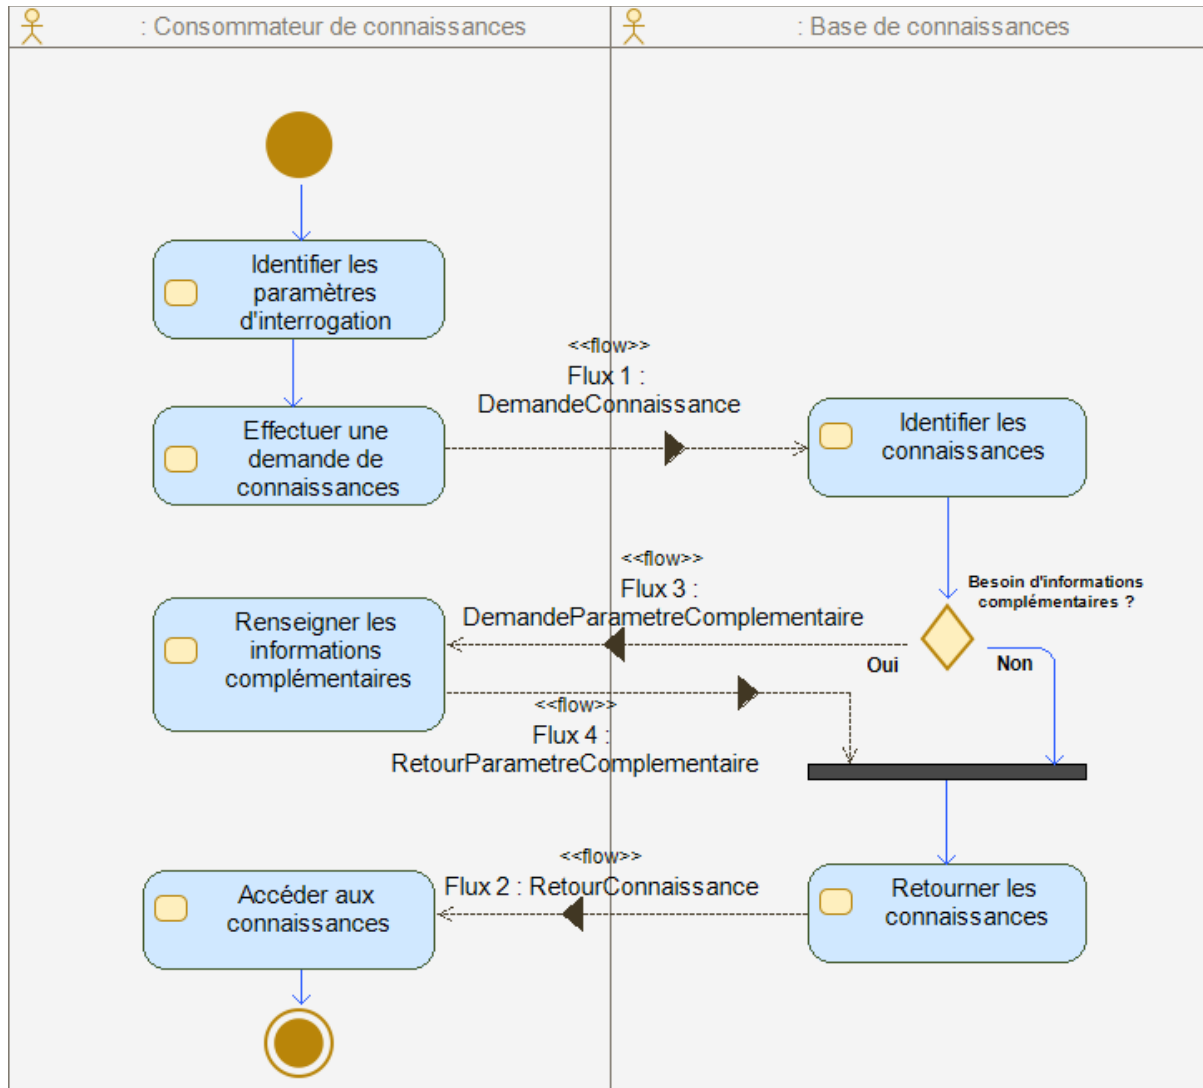 : Consommateur de connaissances
: Base de connaissances
Identifier les
paramètres
d'interrogation
<<flow>>
Flux 1 :
DemandeConnaissance
Effectuer une
demande de
connaissances
Identifier les
connaissances
<<flow>>
Flux 3 :
DemandeParametreComplementaire
Besoin d'informations
complémentaires ?
Oui
Non
Renseigner les
informations
complémentaires
<<flow>>
Flux 4 :
RetourParametreComplementaire
<<flow>>
Flux 2 : RetourConnaissance
Retourner les
connaissances
Accéder aux
connaissances